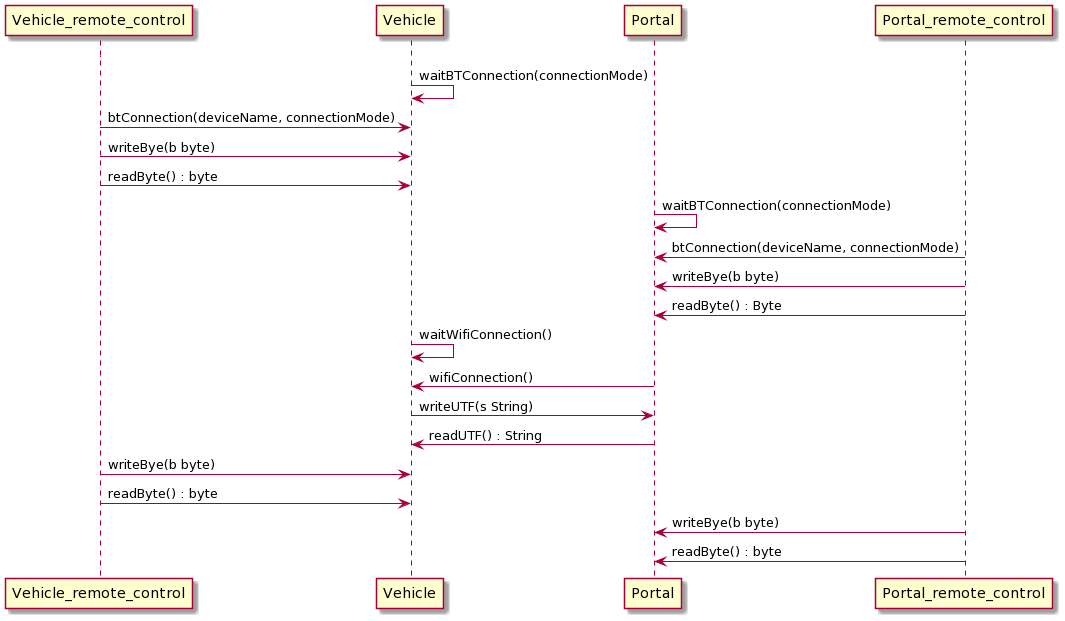 Vehicle_remote_control Vehicle Portal Portal_remote_control
waitBTConnection(connectionMode)
btConnection(deviceName, connectionMode)
writeBye(b byte)
readByte() : byte
waitBTConnection(connectionMode)
btConnection(deviceName, connectionMode)
writeBye(b byte)
readByte() : Byte
waitWifiConnection()
wifiConnection()
writeUTF(s String)
readUTF() : String
writeBye(b byte)
readByte() : byte
writeBye(b byte)
readByte() : byte
Vehicle_remote_control Vehicle Portal Portal_remote_control